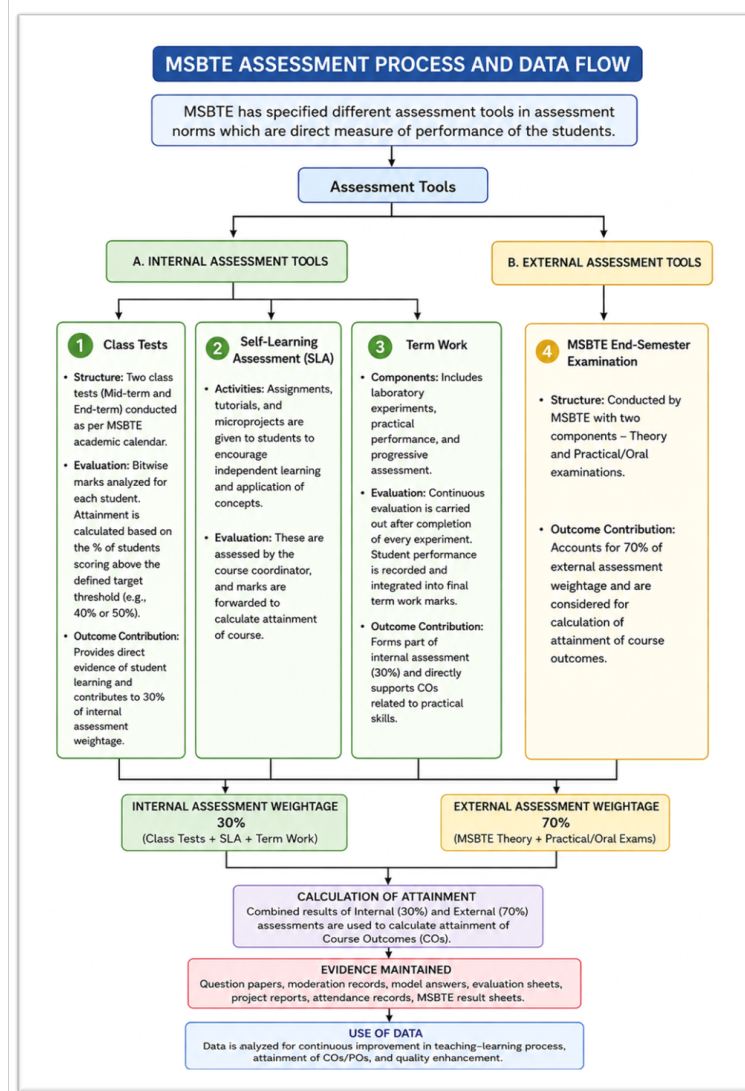 MSBTE ASSESSMENT PROCESS AND DATA FLOW
MSBTE has specified different assessment tools in assessment
norms which are direct measure of performance of the students.
Assessment Tools
A. INTERNAL ASSESSMENT TOOLS
B. EXTERNAL ASSESSMENT TOOLS
1 Class Tests
• Structure: Two class
tests (Mid-term and
End-term) conducted
as per MSBTE
academic calendar.
• Evaluation: Bitwise
marks analyzed for
each student.
Attainment is
calculated based on
the % of students
scoring above the
defined target
threshold (e.g.,
40% or 50%).
• Outcome Contribution:
Provides direct
evidence of student
learning and
contributes to 30%
of internal
assessment
weightage.
2 Self-Learning
Assessment (SLA)
• Activities: Assignments,
tutorials, and
microprojects are
given to students to
encourage
independent learning
and application of
concepts.
• Evaluation: These are
assessed by the
course coordinator,
and marks are
forwarded to
calculate attainment
of course.
3 Term Work
• Components: Includes
laboratory
experiments,
practical
performance, and
progressive
assessment.
• Evaluation: Continuous
evaluation is carried
out after completion
of every experiment.
Student performance
is recorded and
integrated into final
term work marks.
• Outcome Contribution:
Forms part of
internal assessment
(30%) and directly
supports COs
related to practical
skills.
4 MSBTE End-Semester
Examination
• Structure: Conducted by
MSBTE with two
components – Theory
and Practical/Oral
examinations.
• Outcome Contribution:
Accounts for 70% of
external assessment
weightage and are
considered for
calculation of
attainment of course
outcomes.
INTERNAL ASSESSMENT WEIGHTAGE
30%
(Class Tests + SLA + Term Work)
EXTERNAL ASSESSMENT WEIGHTAGE
70%
(MSBTE Theory + Practical/Oral Exams)
CALCULATION OF ATTAINMENT
Combined results of Internal (30%) and External (70%)
assessments are used to calculate attainment of
Course Outcomes (COs).
EVIDENCE MAINTAINED
Question papers, moderation records, model answers, evaluation sheets,
project reports, attendance records, MSBTE result sheets.
USE OF DATA
Data is analyzed for continuous improvement in teaching–learning process,
attainment of COs/POs, and quality enhancement.